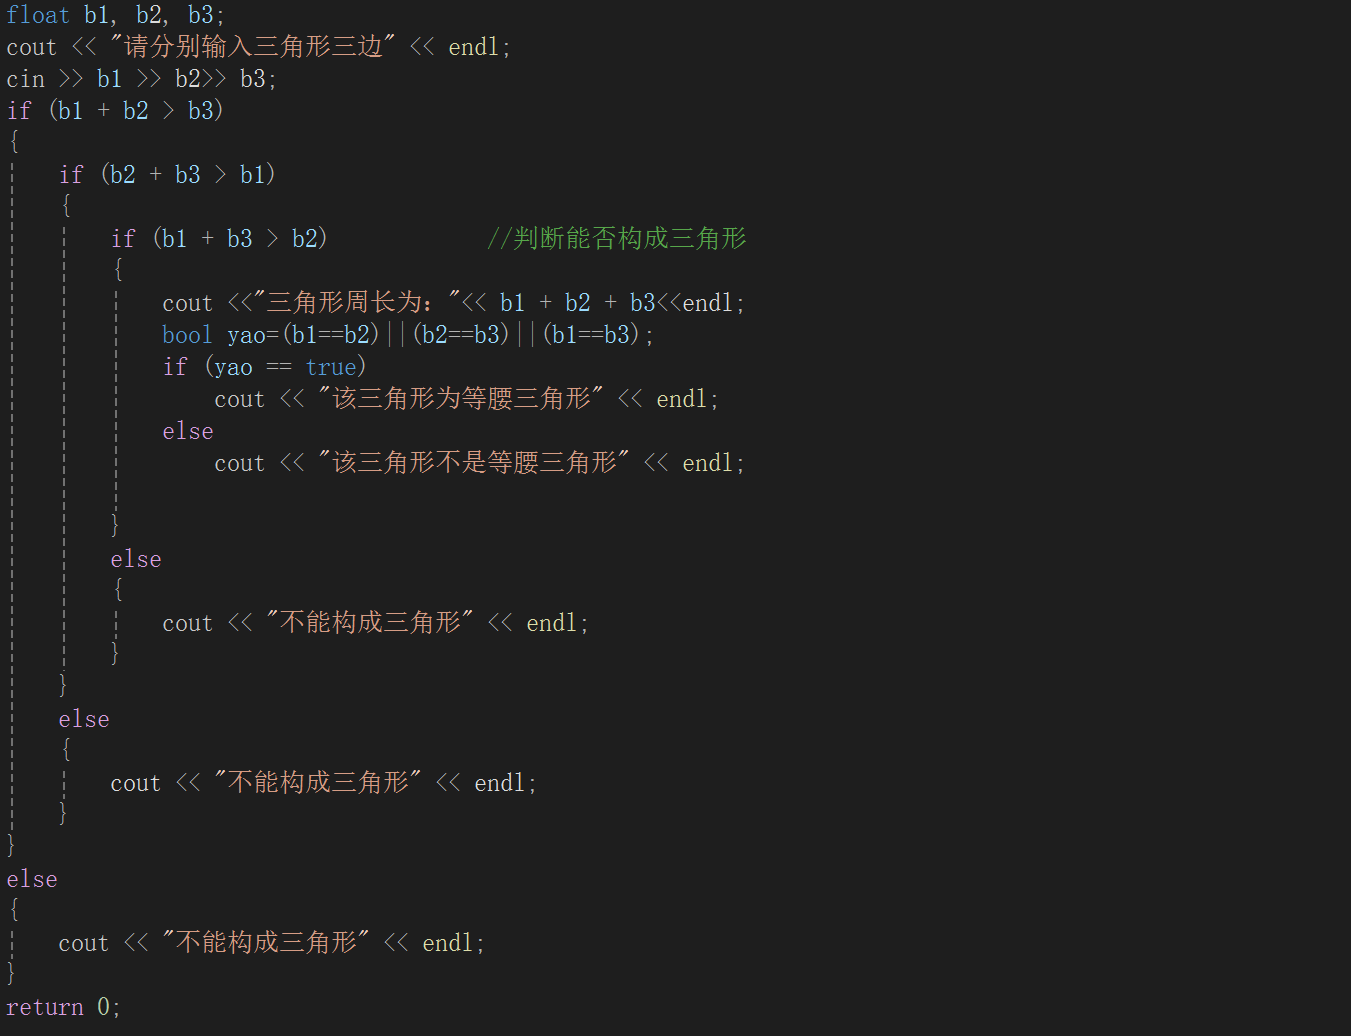 float b1, b2, b3;
cout << "请分别输入三角形三边" << endl;
cin >> b1 >> b2>> b3;
if (b1 + b2 > b3)
{
    if (b2 + b3 > b1)
    {
        if (b1 + b3 > b2)            //判断能否构成三角形
        {
            cout <<"三角形周长为："<< b1 + b2 + b3<<endl;
            bool yao=(b1==b2)||(b2==b3)||(b1==b3);
            if (yao == true)
                cout << "该三角形为等腰三角形" << endl;
            else
                cout << "该三角形不是等腰三角形" << endl;

        }
        else
        {
            cout << "不能构成三角形" << endl;
        }
    }
    else
    {
        cout << "不能构成三角形" << endl;
    }
}
else
{
    cout << "不能构成三角形" << endl;
}
return 0;